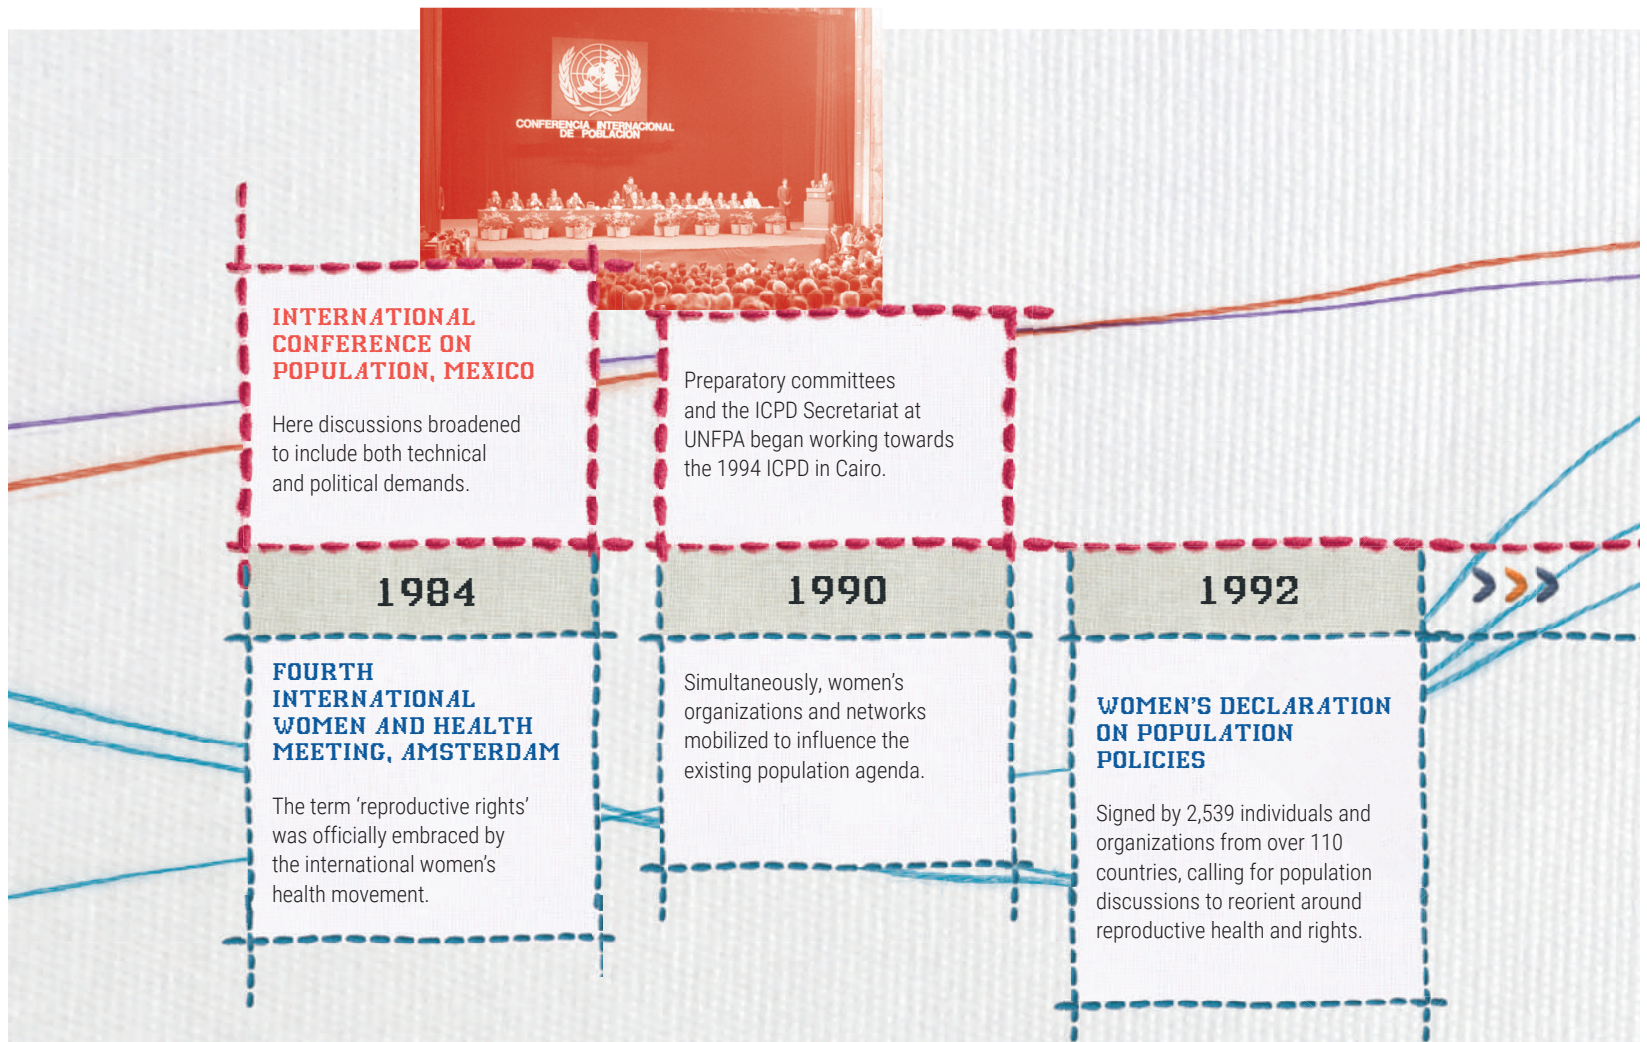 CONFERENCIA INTERNACIONAL
DE POBLACION
INTERNATIONAL
CONFERENCE ON
POPULATION, MEXICO
Here discussions broadened
to include both technical
and political demands.
Preparatory committees
and the ICPD Secretariat at
UNFPA began working towards
the 1994 ICPD in Cairo.
1984
1990
1992
FOURTH
INTERNATIONAL
WOMEN AND HEALTH
MEETING, AMSTERDAM
The term ‘reproductive rights’
was officially embraced by
the international women’s
health movement.
Simultaneously, women’s
organizations and networks
mobilized to influence the
existing population agenda.
WOMEN’S DECLARATION
ON POPULATION
POLICIES
Signed by 2,539 individuals and
organizations from over 110
countries, calling for population
discussions to reorient around
reproductive health and rights.